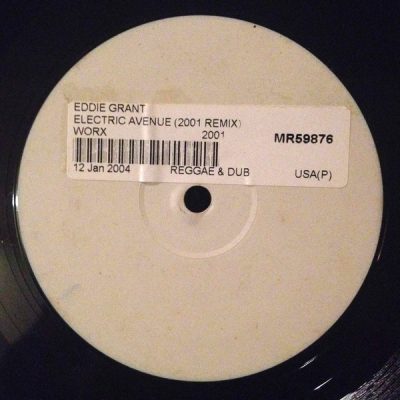 EDDIE GRANT
ELECTRIC AVENUE (2001 REMIX)
WORX 2001 MR59876
12 Jan 2004 REGGAE & DUB USA(P)